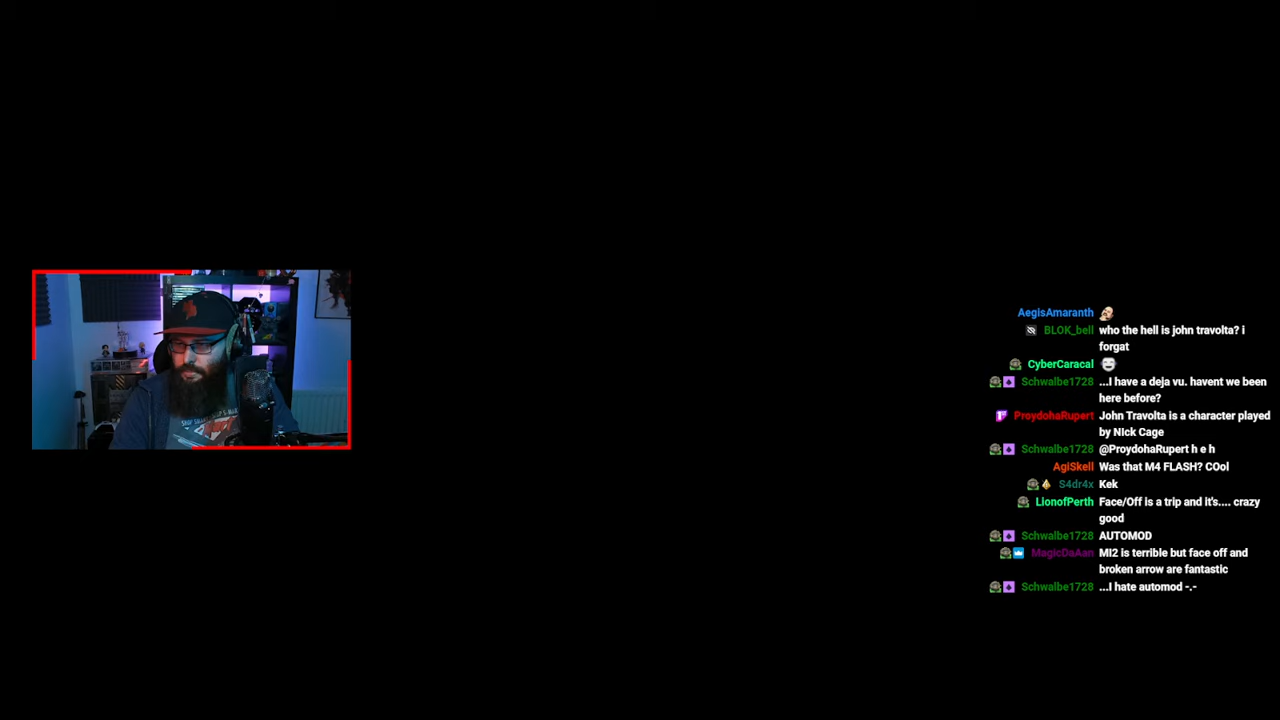 AegisAmaranth
BLOK_bell who the hell is john travolta? i
forgat
CyberCaracal
Schwalbe1728 ...I have a deja vu. havent we been
here before?
ProydohaRupert John Travolta is a character played
by NIck Cage
Schwalbe1728 @ProydohaRupert h e h
AgiSkell Was that M4 FLASH? COol
S4dr4x Kek
LionofPerth Face/Off is a trip and it's.... crazy
good
Schwalbe1728 AUTOMOD
MagicDaAan MI2 is terrible but face off and
broken arrow are fantastic
Schwalbe1728 ...I hate automod -.-